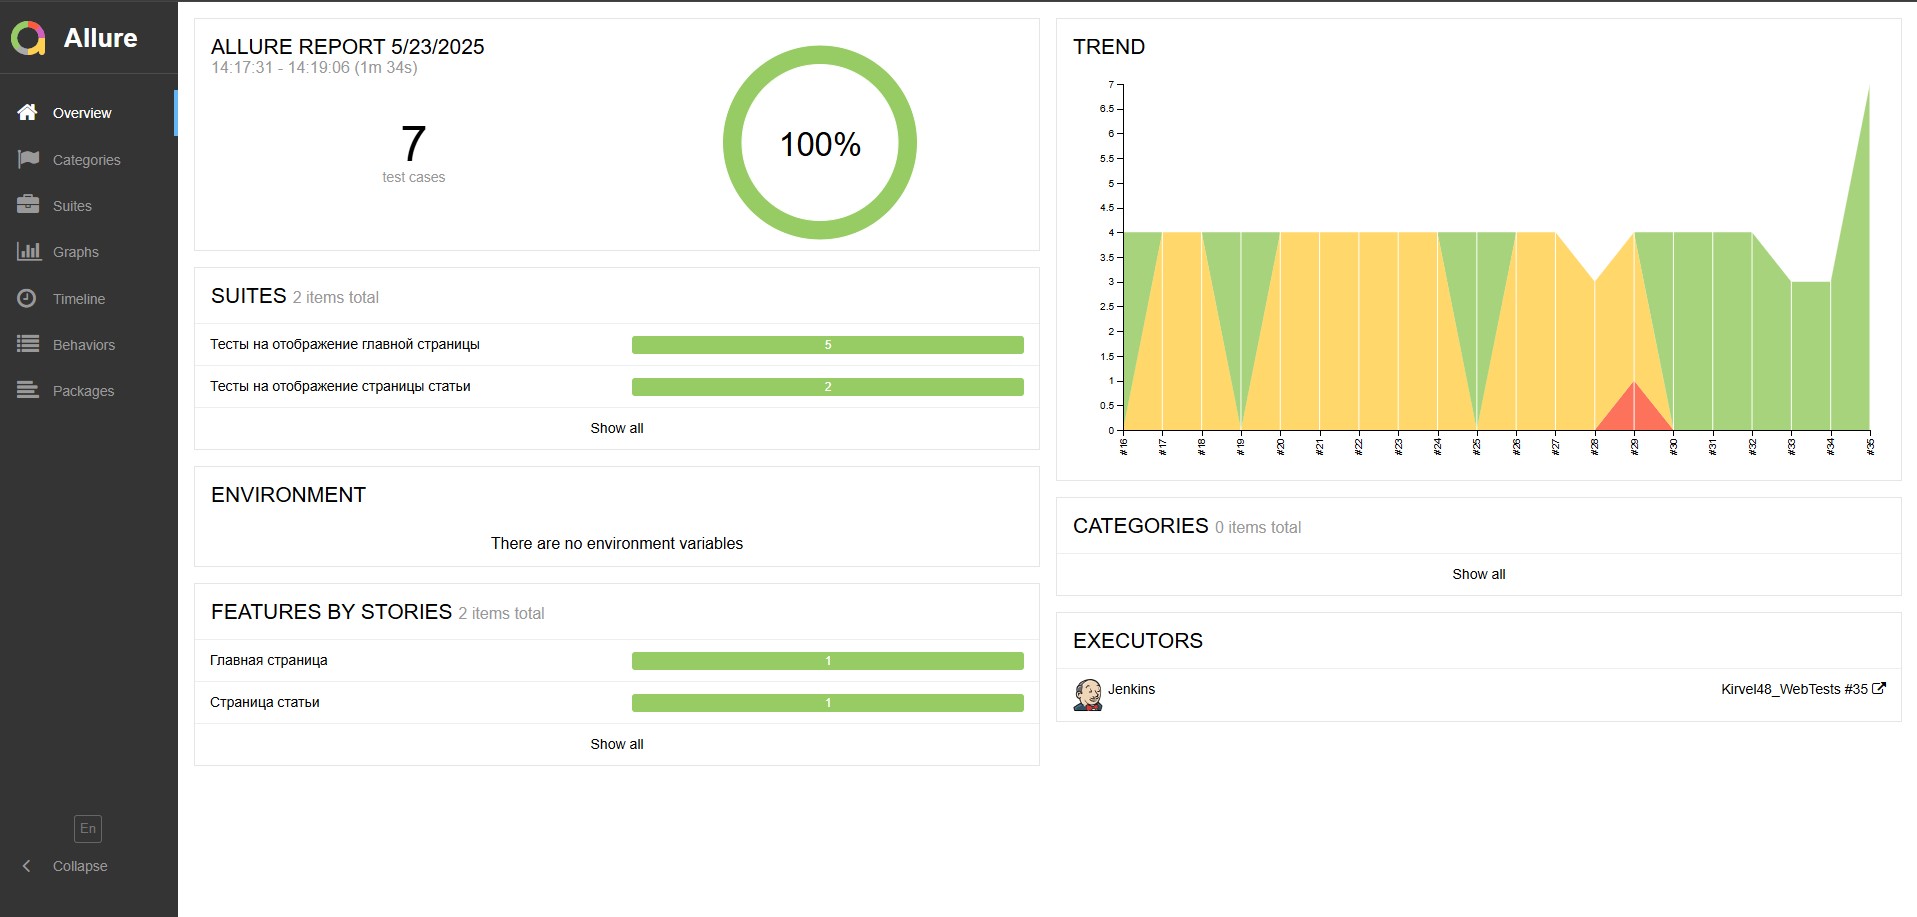 Allure
Overview
Categories
Suites
Graphs
Timeline
Behaviors
Packages
En
Collapse
ALLURE REPORT 5/23/2025
14:17:31 - 14:19:06 (1m 34s)
7
test cases
100%
SUITES 2 items total
Тесты на отображение главной страницы 5
Тесты на отображение страницы статьи 2
Show all
ENVIRONMENT
There are no environment variables
FEATURES BY STORIES 2 items total
Главная страница 1
Страница статьи 1
Show all
TREND
7
6.5
6
5.5
5
4.5
4
3.5
3
2.5
2
1.5
1
0.5
0
#16 #17 #18 #19 #20 #21 #22 #23 #24 #25 #26 #27 #28 #29 #30 #31 #32 #33 #34 #35
CATEGORIES 0 items total
Show all
EXECUTORS
Jenkins Kirvel48_WebTests #35